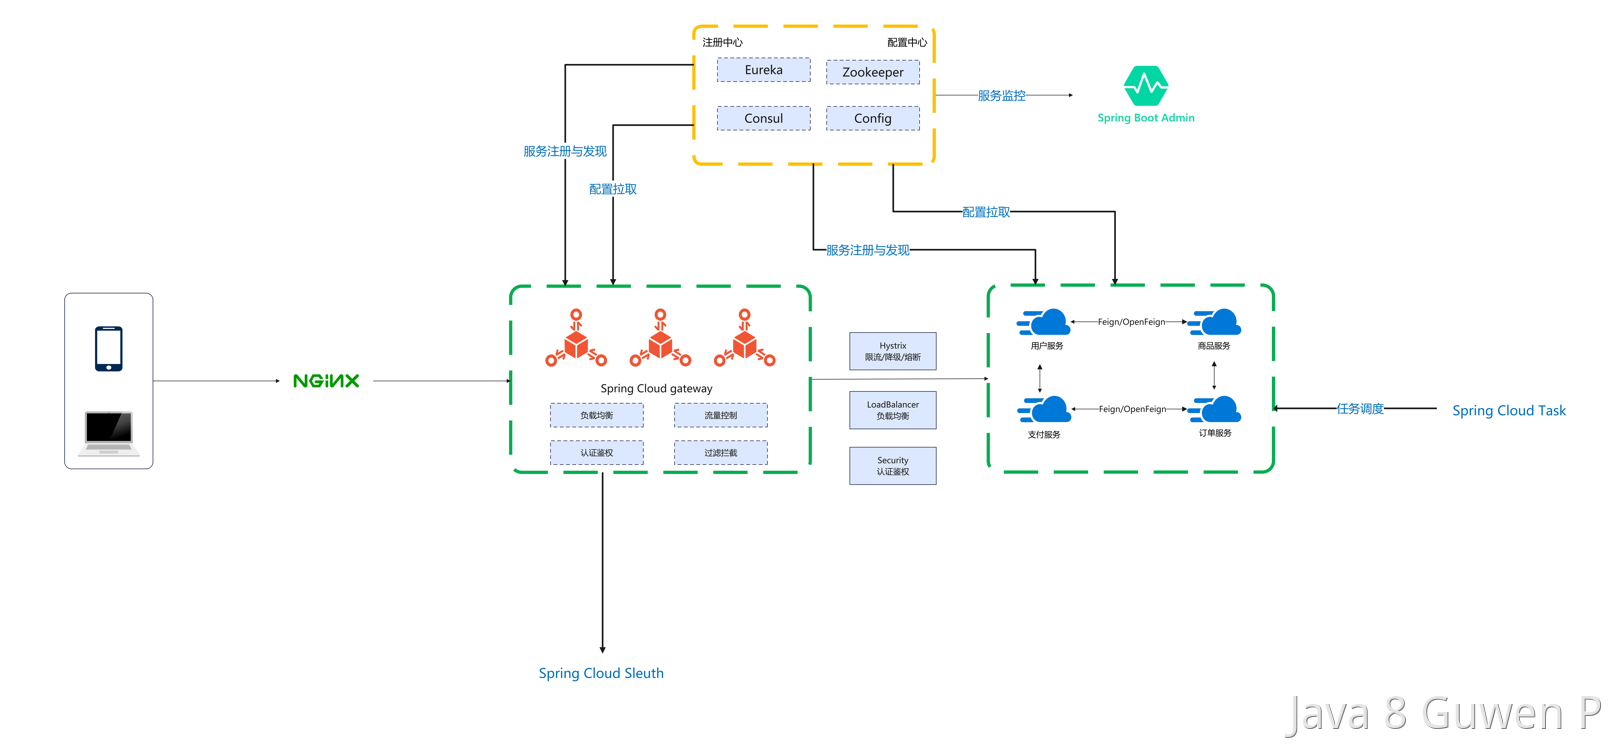 注册中心
配置中心
Eureka
Zookeeper
Consul
Config
服务监控
Spring Boot Admin
服务注册与发现
配置拉取
配置拉取
服务注册与发现
NGINX
Spring Cloud gateway
负载均衡
流量控制
认证鉴权
过滤拦截
Hystrix
限流/降级/熔断
LoadBalancer
负载均衡
Security
认证鉴权
Feign/OpenFeign
用户服务
商品服务
Feign/OpenFeign
支付服务
订单服务
任务调度
Spring Cloud Task
Spring Cloud Sleuth
Java 8 Guwen P